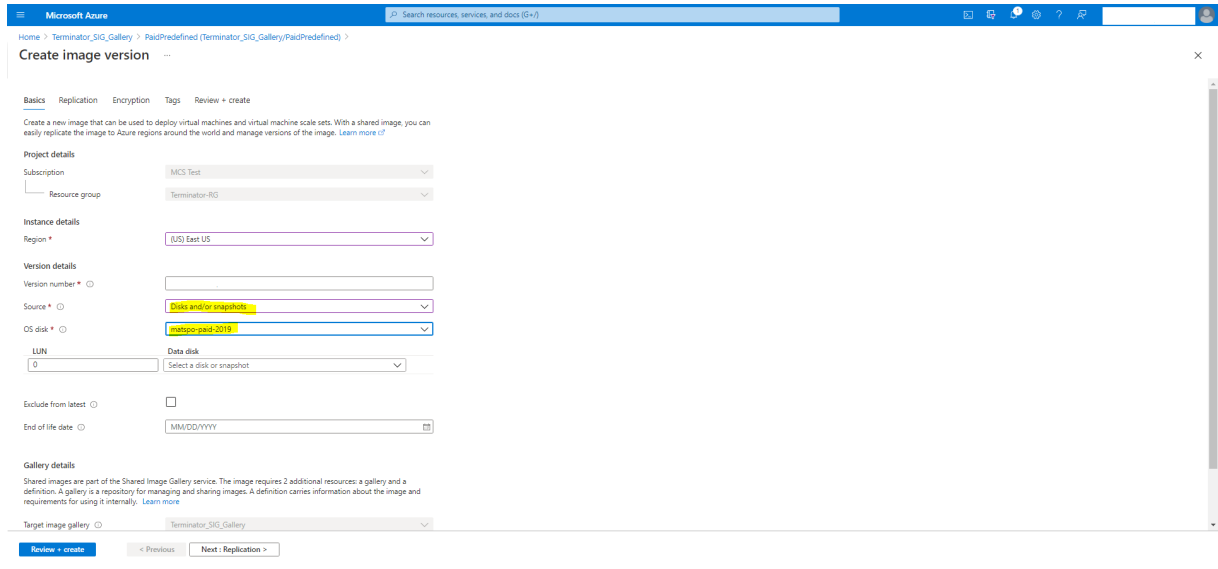 Microsoft Azure
Search resources, services, and docs (G+/)
Home > Terminator_SIG_Gallery > PaidPredefined (Terminator_SIG_Gallery/PaidPredefined) >
Create image version ...
Basics Replication Encryption Tags Review + create
Create a new image that can be used to deploy virtual machines and virtual machine scale sets. With a shared image, you can
easily replicate the image to Azure regions around the world and manage versions of the image. Learn more
Project details
Subscription MCS Test
Resource group Terminator-RG
Instance details
Region * (US) East US
Version details
Version number *
Source * Disks and/or snapshots
OS disk * matspo-paid-2019
LUN Data disk
0 Select a disk or snapshot
Exclude from latest
End of life date MM/DD/YYYY
Gallery details
Shared images are part of the Shared Image Gallery service. The image requires 2 additional resources: a gallery and a
definition. A gallery is a repository for managing and sharing images. A definition carries information about the image and
requirements for using it internally. Learn more
Target image gallery Terminator_SIG_Gallery
Review + create < Previous Next : Replication >